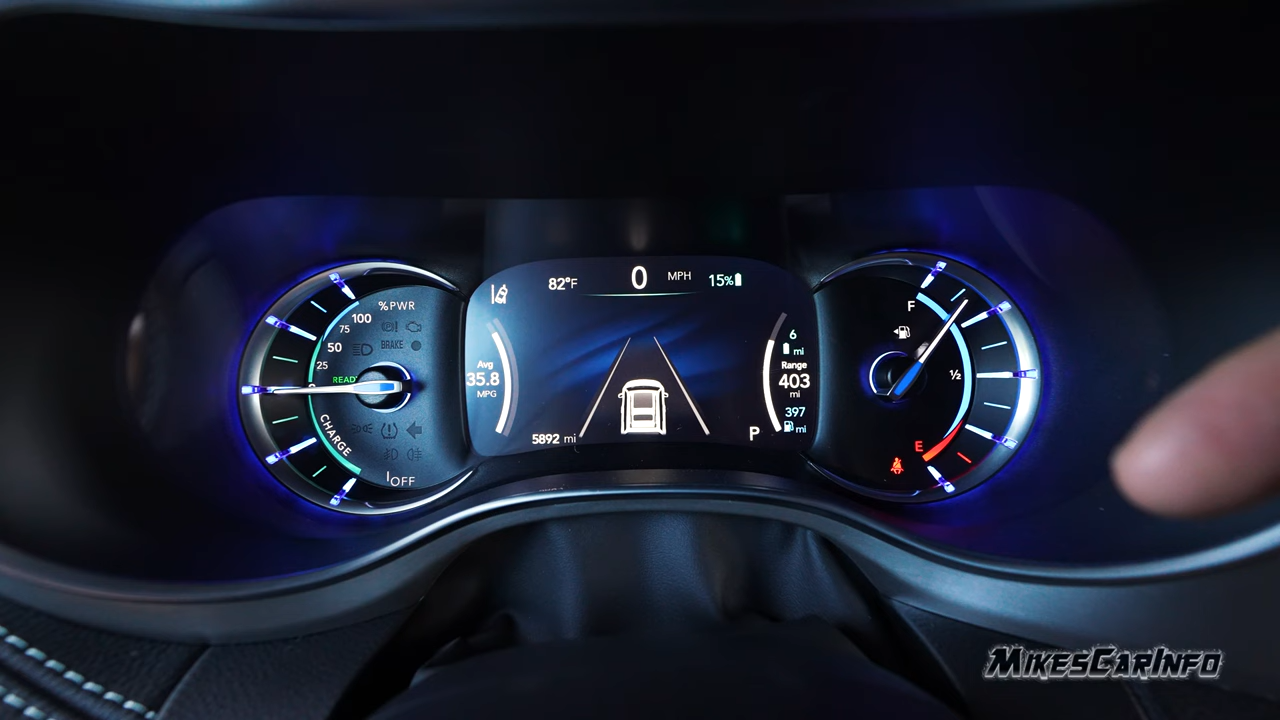 %PWR
100
75
50
25
0
BRAKE
READY
CHARGE
OFF
82°F
0 MPH
15%
Avg
35.8
MPG
5892 mi
P
6
mi
Range
403
mi
397
mi
F
½
E
MIKESCARINFO